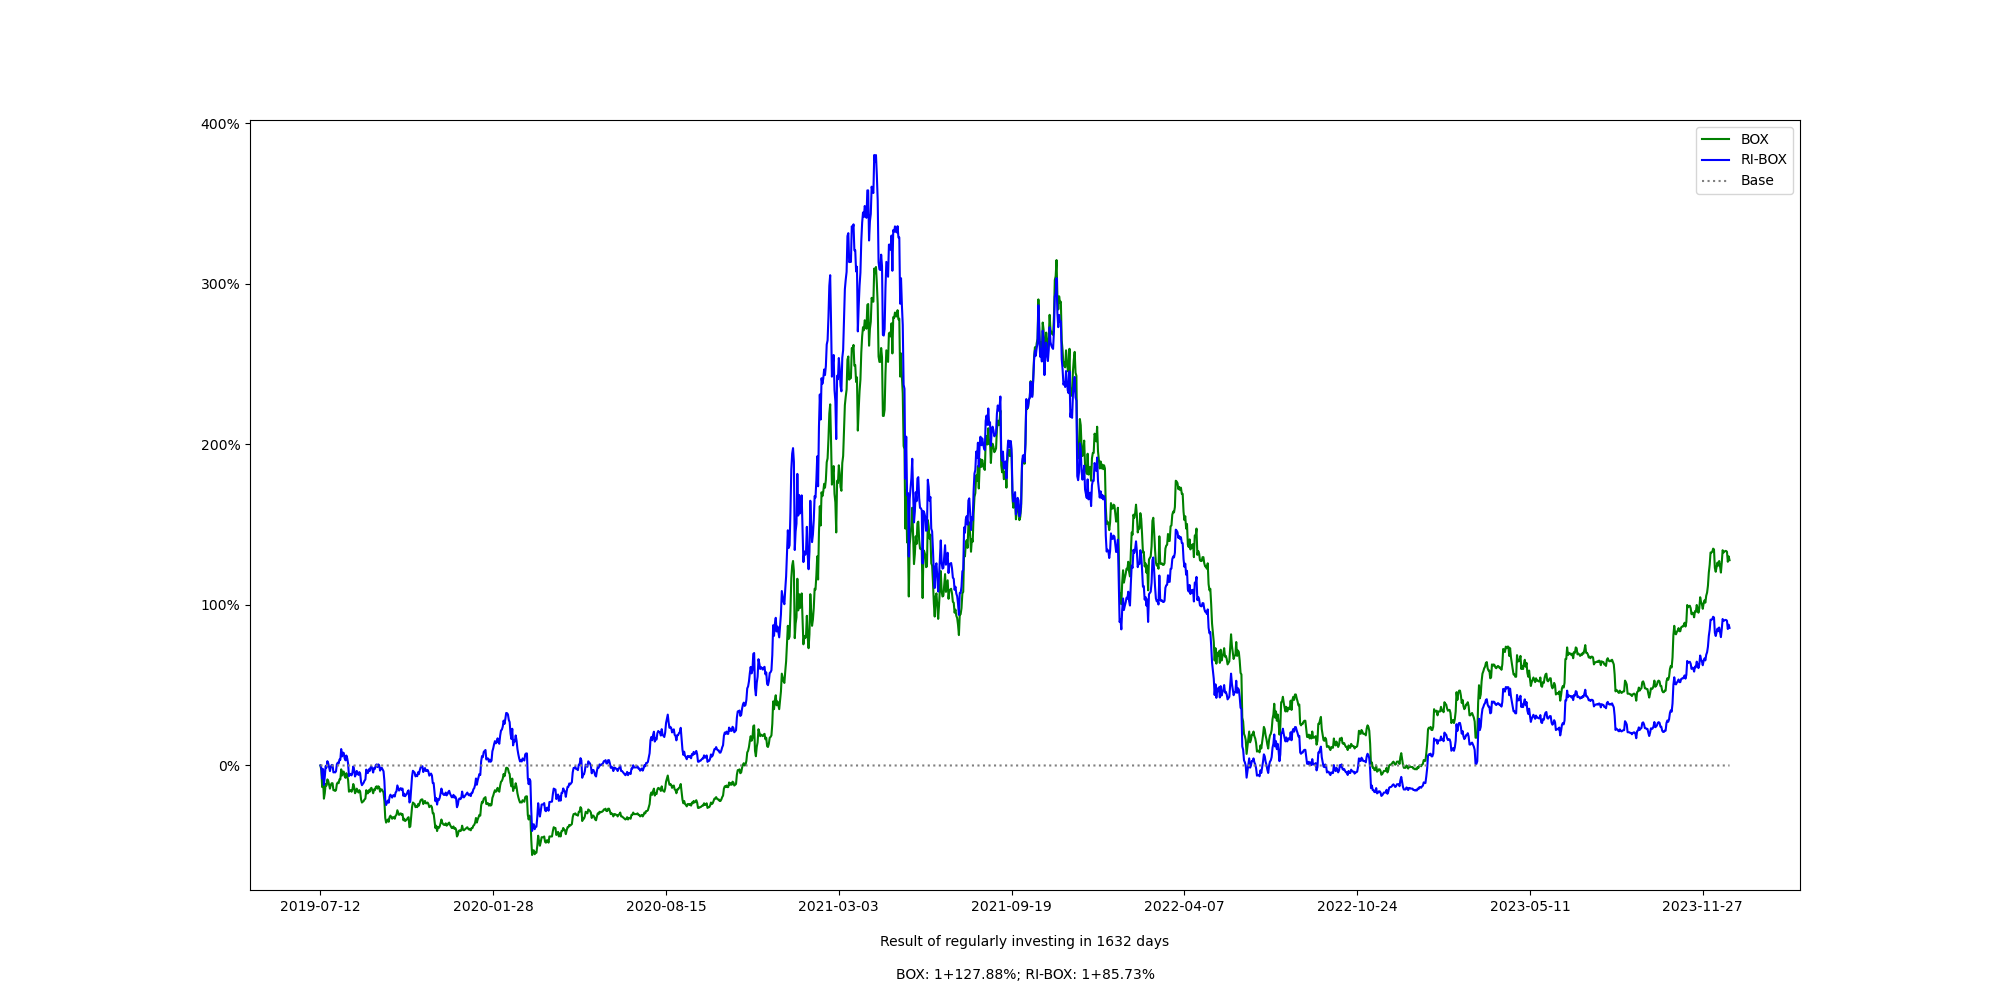 400%
300%
200%
100%
0%
BOX
RI-BOX
Base
2019-07-12 2020-01-28 2020-08-15 2021-03-03 2021-09-19 2022-04-07 2022-10-24 2023-05-11 2023-11-27
Result of regularly investing in 1632 days
BOX: 1+127.88%; RI-BOX: 1+85.73%